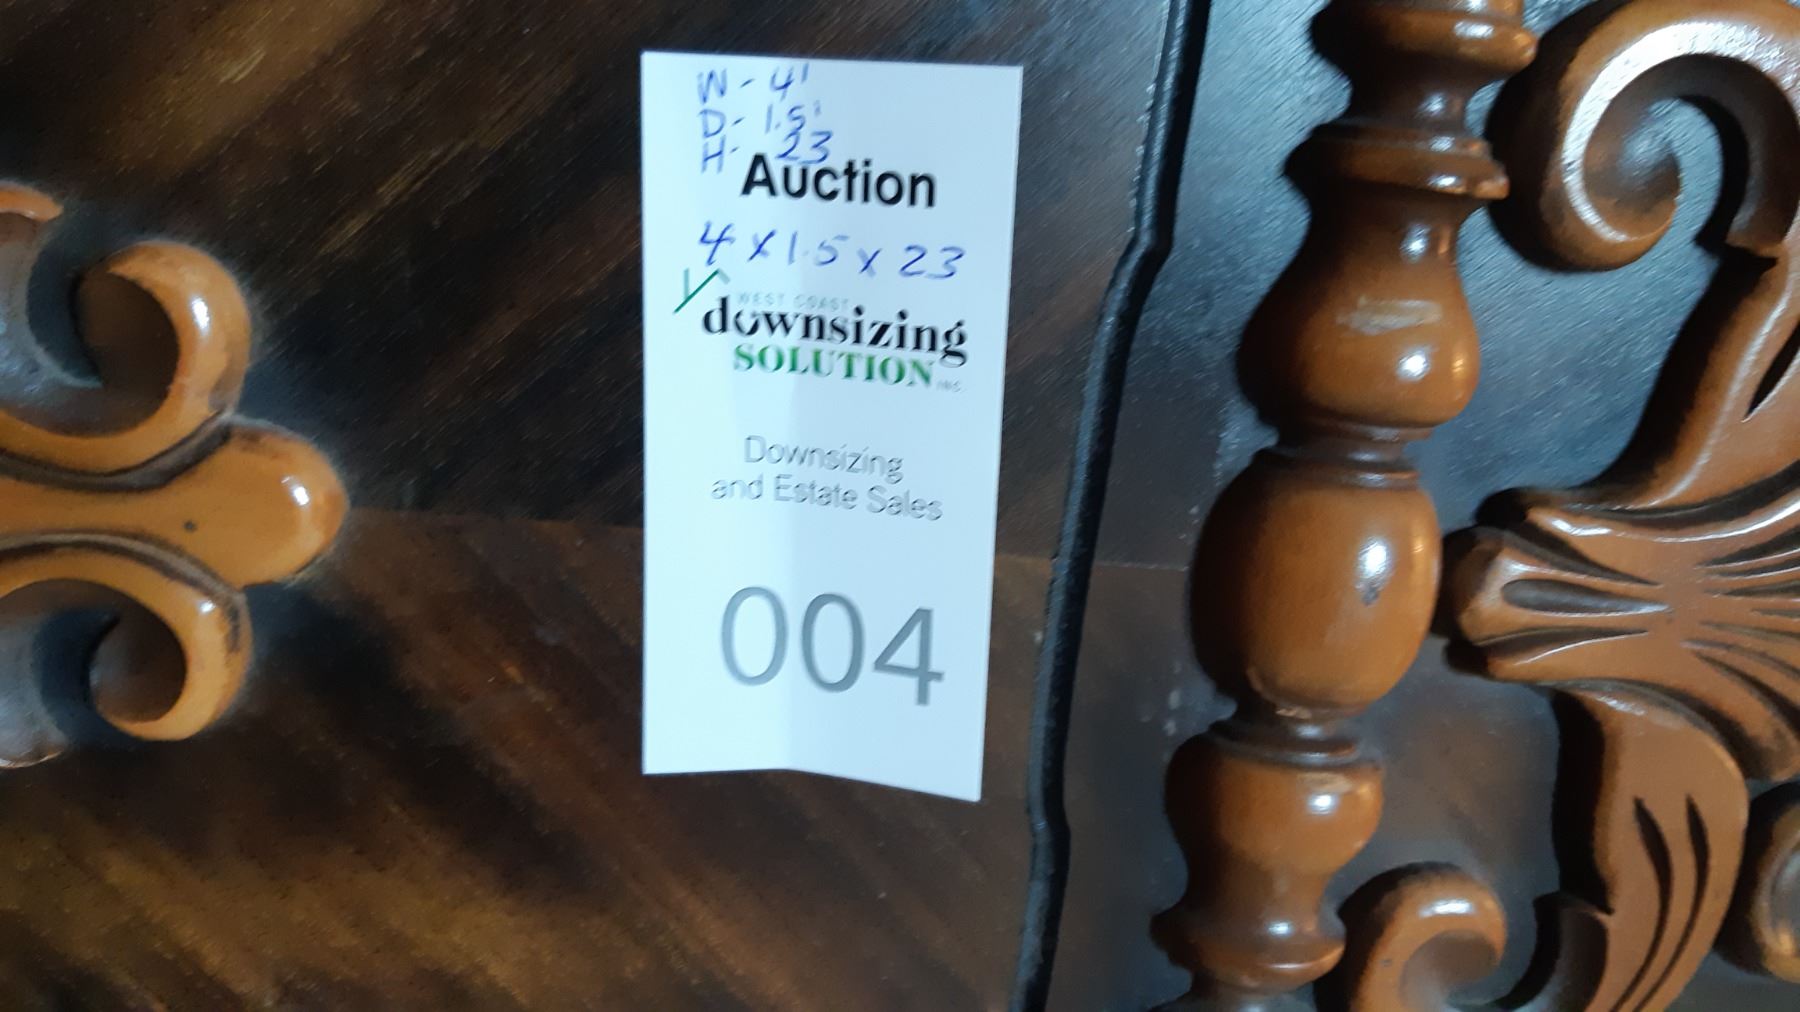 W - 4'
D - 1.5'
H - 23
Auction
4 x 1.5 x 23
WEST COAST
downsizing
SOLUTION INC.
Downsizing
and Estate Sales
004